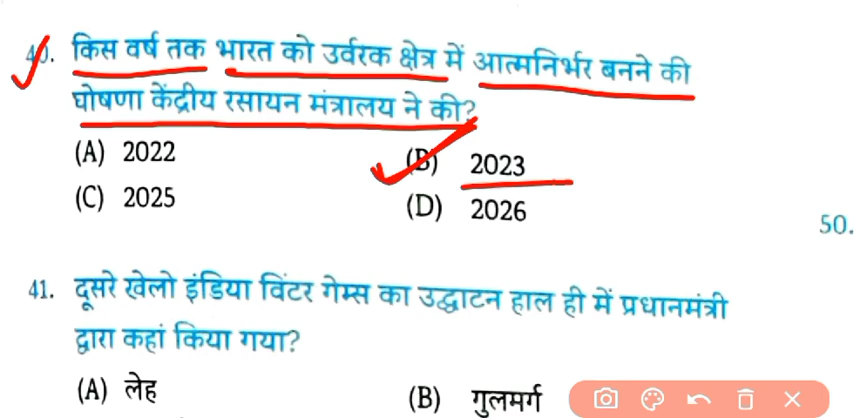 40. किस वर्ष तक भारत को उर्वरक क्षेत्र में आत्मनिर्भर बनने की
घोषणा केंद्रीय रसायन मंत्रालय ने की?
(A) 2022 (B) 2023
(C) 2025 (D) 2026
50.
41. दूसरे खेलो इंडिया विंटर गेम्स का उद्घाटन हाल ही में प्रधानमंत्री
द्वारा कहां किया गया?
(A) लेह (B) गुलमर्ग